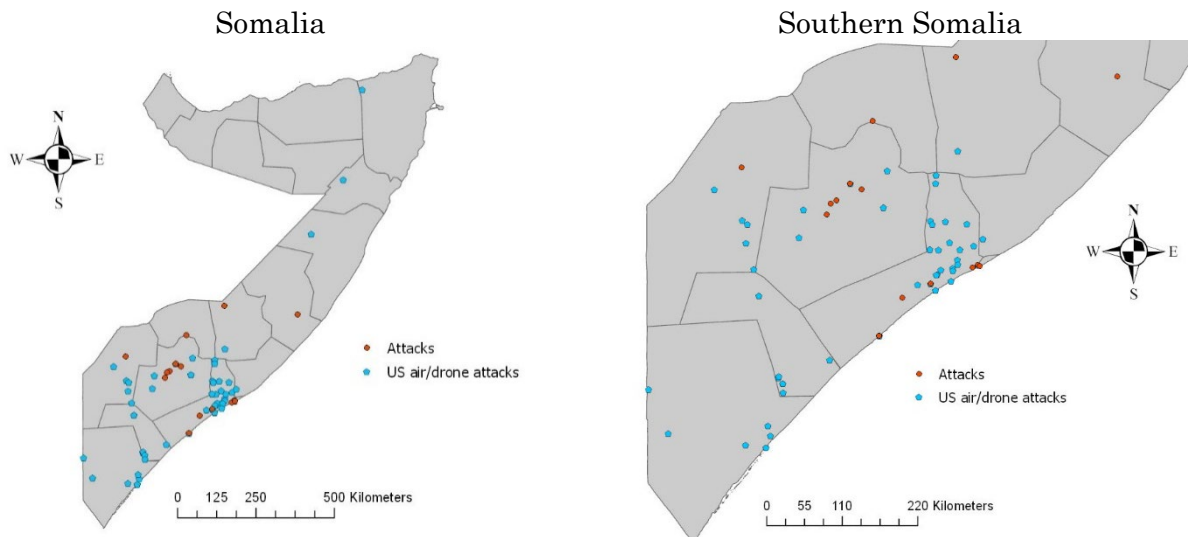 Somalia
N
W E
S
Attacks
US air/drone attacks
0 125 250 500 Kilometers
Southern Somalia
N
W E
S
Attacks
US air/drone attacks
0 55 110 220 Kilometers